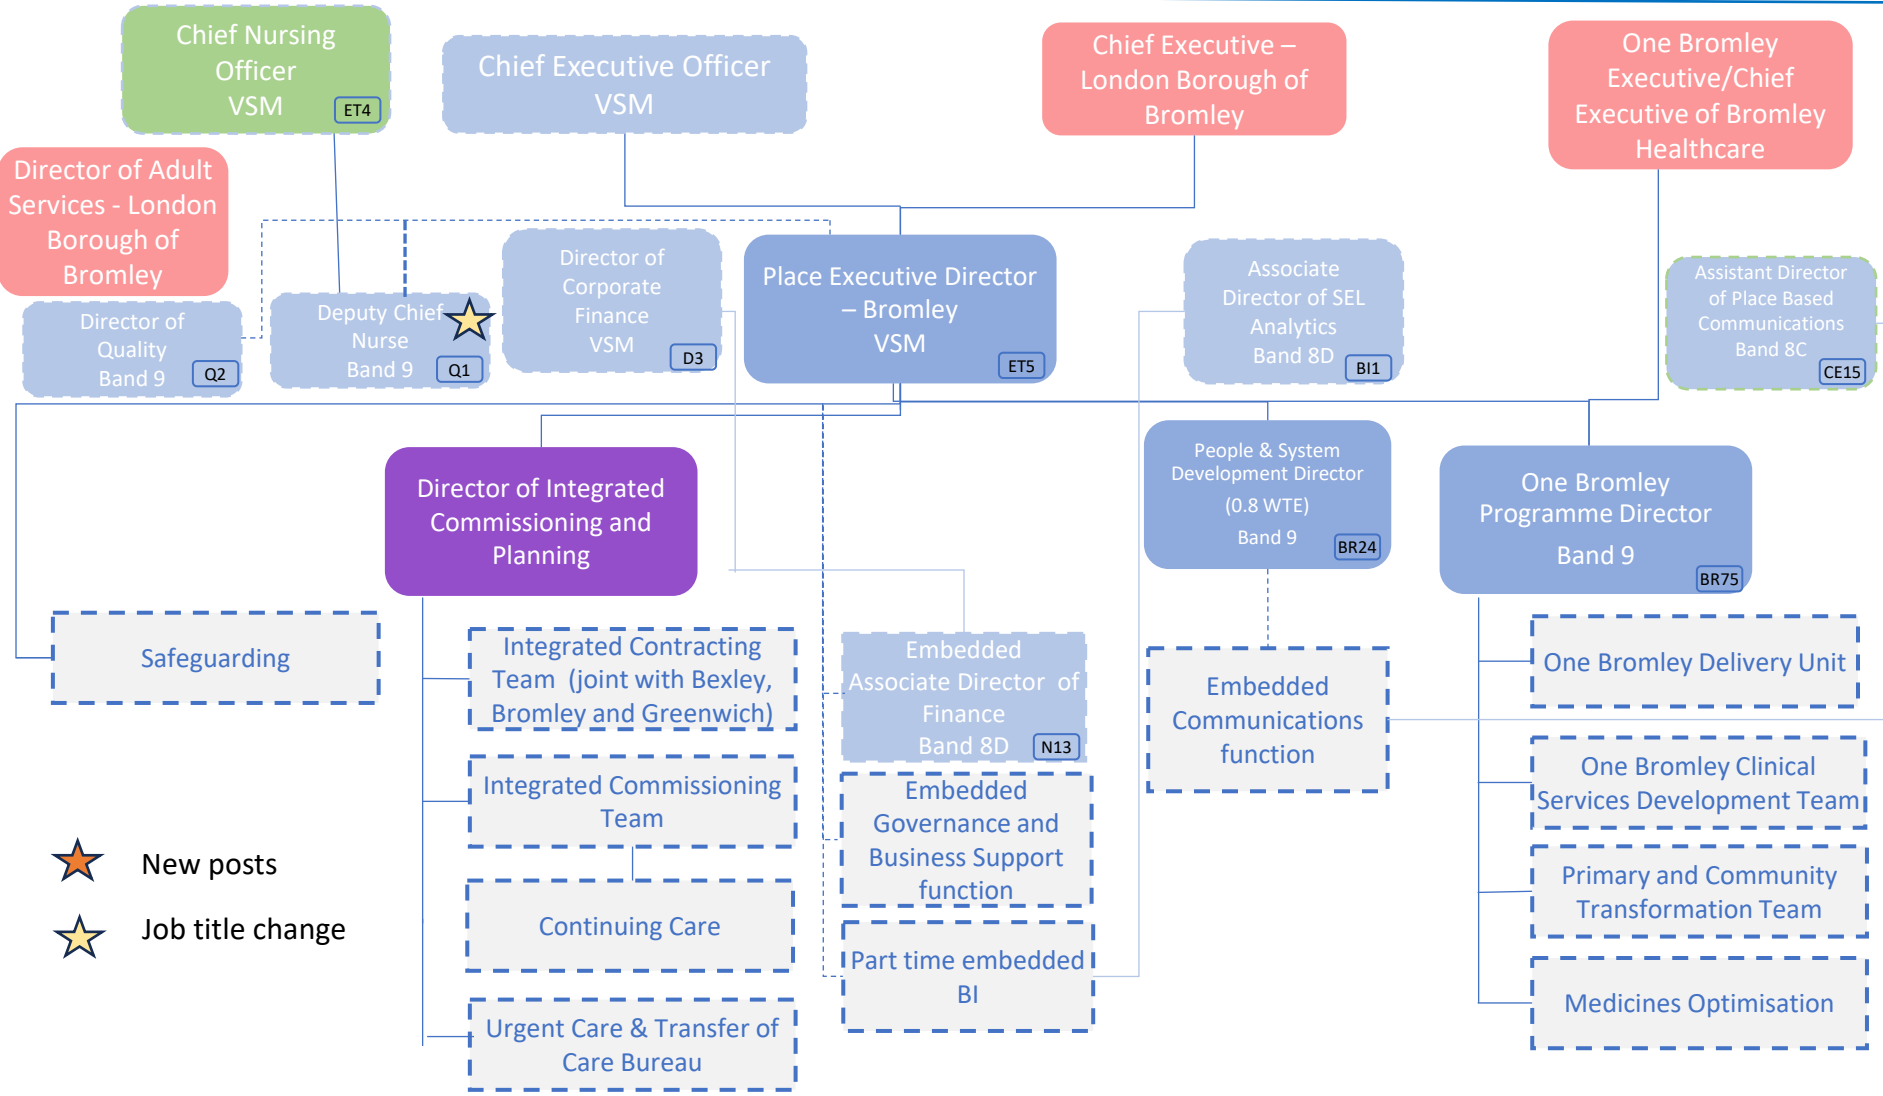 Chief Nursing
Officer
VSM
ET4
Chief Executive Officer
VSM
Chief Executive –
London Borough of
Bromley
One Bromley
Executive/Chief
Executive of Bromley
Healthcare
Director of Adult
Services - London
Borough of
Bromley
Director of
Quality
Band 9
Q2
Deputy Chief
Nurse
Band 9
Q1
Director of
Corporate
Finance
VSM
D3
Place Executive Director
– Bromley
VSM
ET5
Associate
Director of SEL
Analytics
Band 8D
BI1
Assistant Director
of Place Based
Communications
Band 8C
CE15
Director of Integrated
Commissioning and
Planning
People & System
Development Director
(0.8 WTE)
Band 9
BR24
One Bromley
Programme Director
Band 9
BR75
Safeguarding
Integrated Contracting
Team (joint with Bexley,
Bromley and Greenwich)
Integrated Commissioning
Team
Continuing Care
Urgent Care & Transfer of
Care Bureau
Embedded
Associate Director of
Finance
Band 8D
N13
Embedded
Governance and
Business Support
function
Part time embedded
BI
Embedded
Communications
function
One Bromley Delivery Unit
One Bromley Clinical
Services Development Team
Primary and Community
Transformation Team
Medicines Optimisation
New posts
Job title change